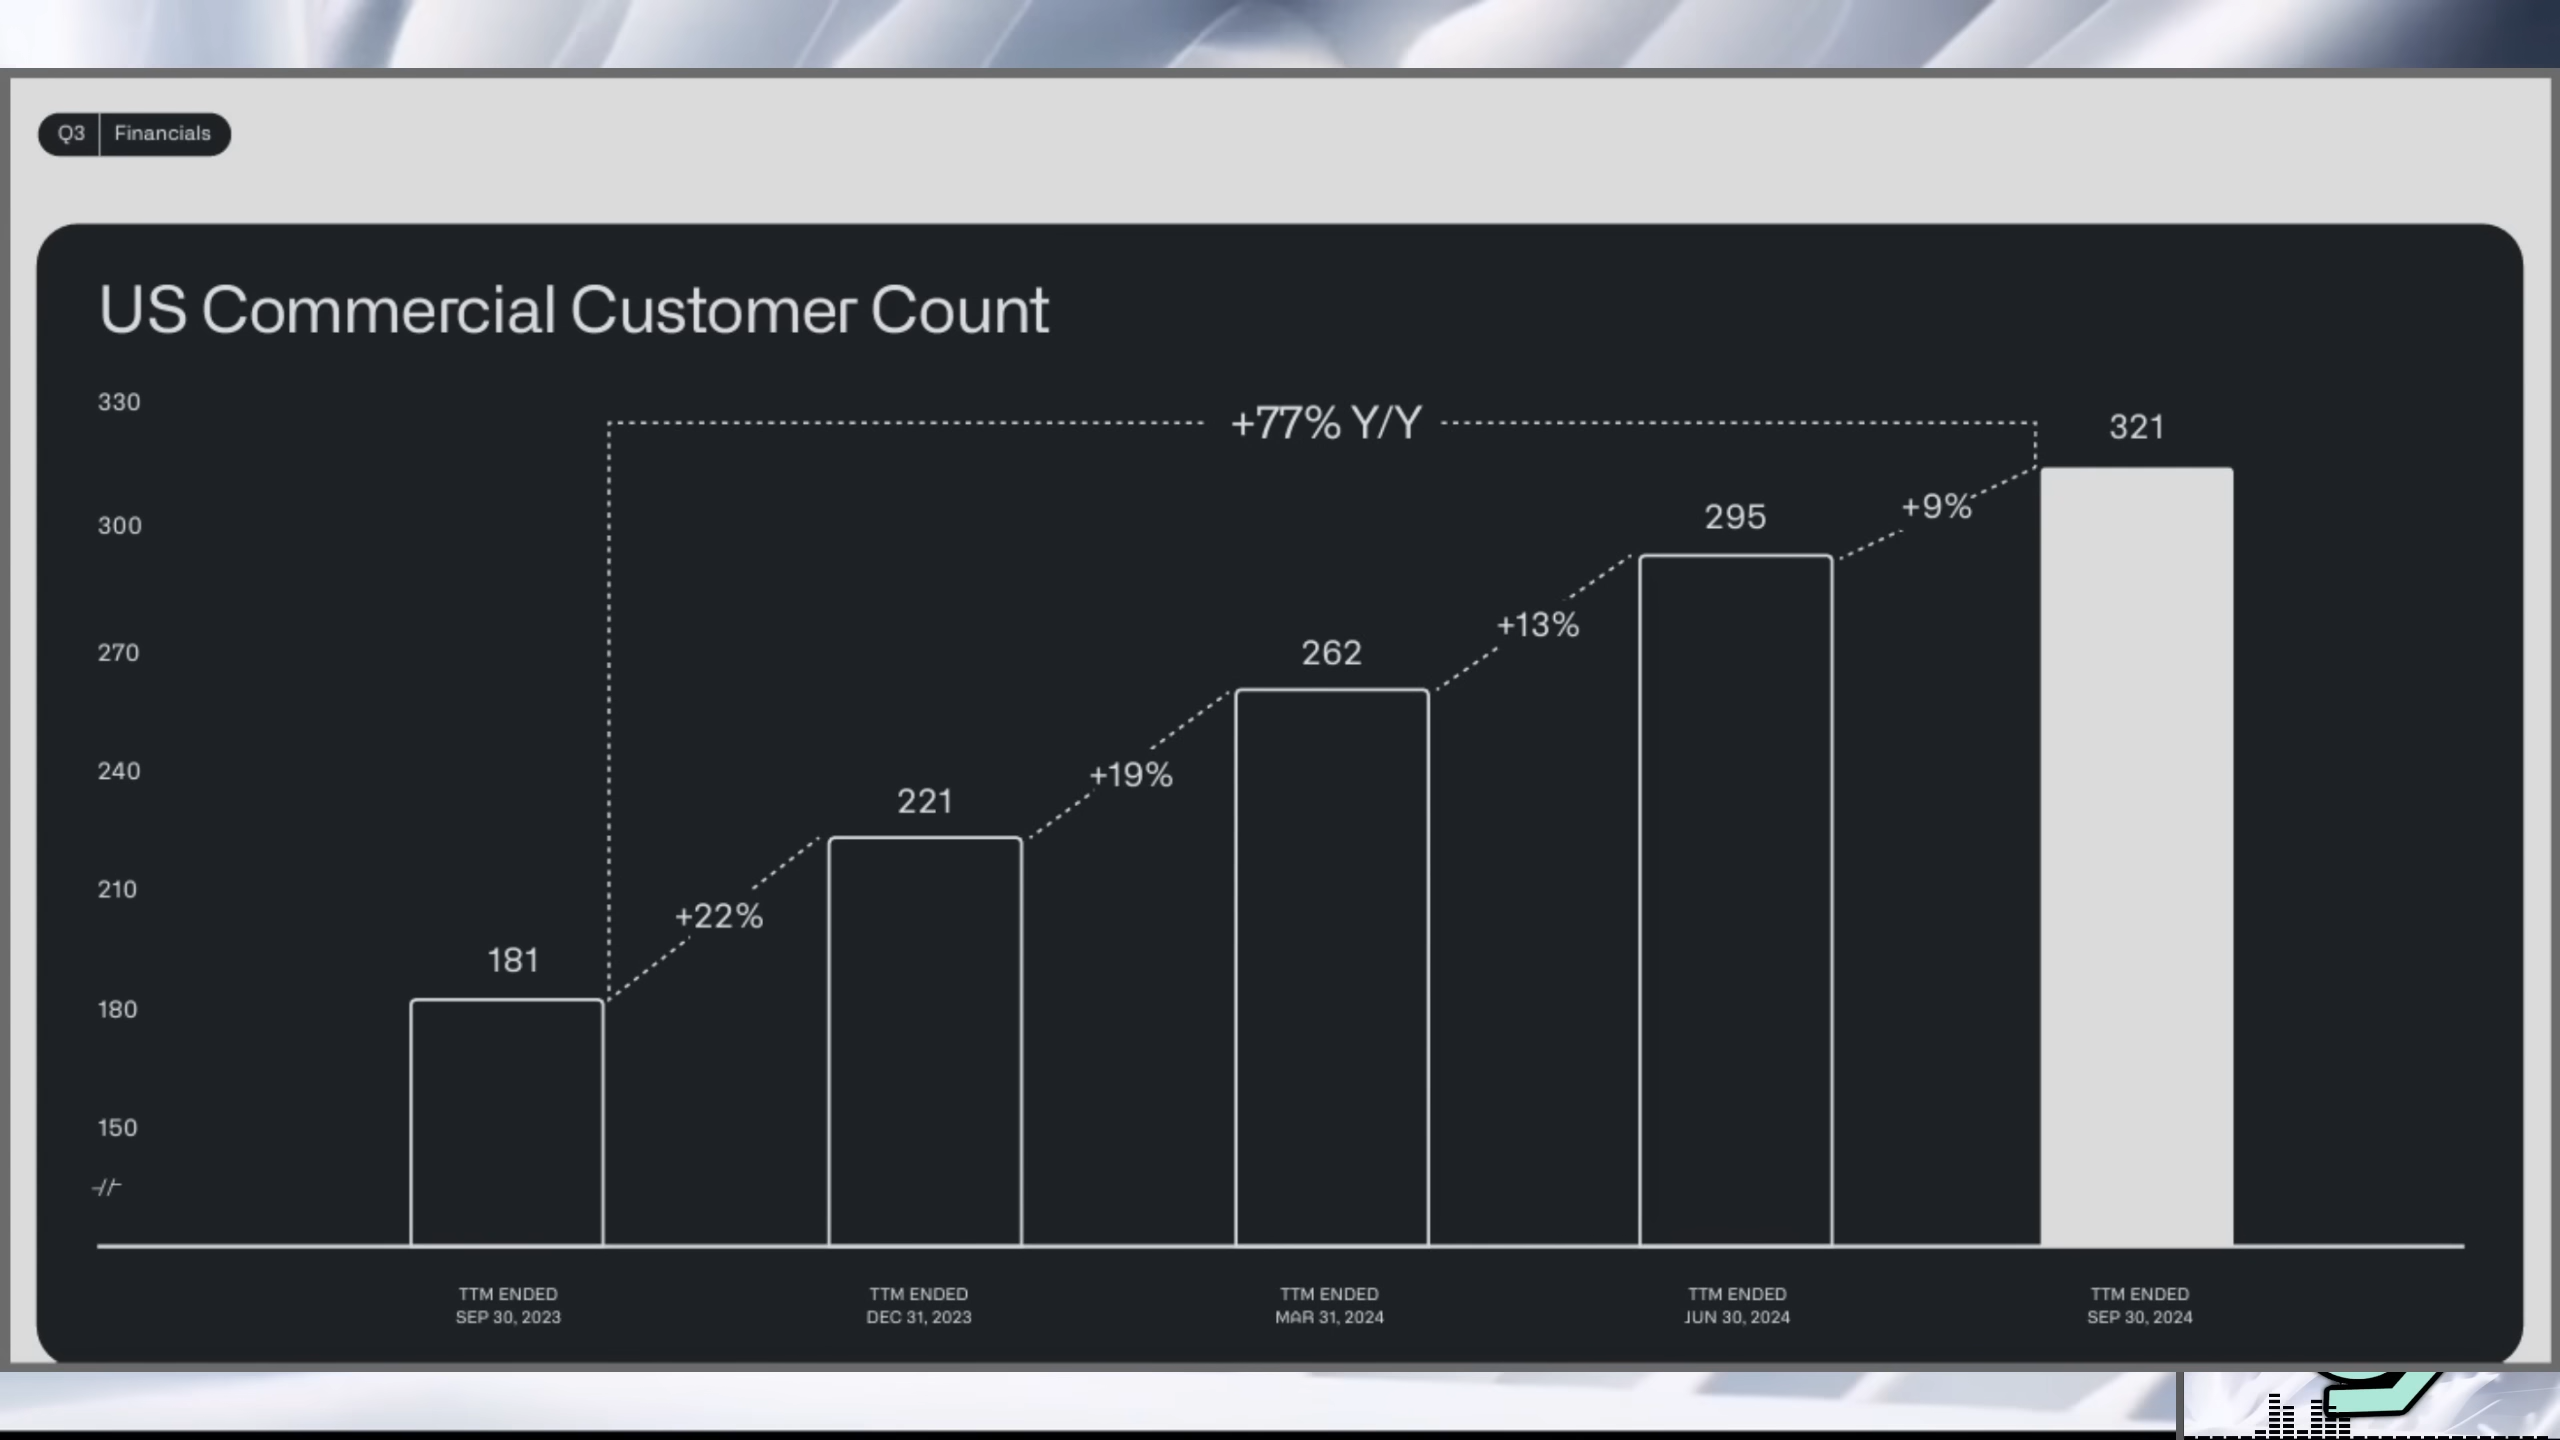 Q3 | Financials
US Commercial Customer Count
330
+77% Y/Y
321
300
295
+9%
270
262
+13%
240
221
+19%
210
181
+22%
180
150
-//-
TTM ENDED
SEP 30, 2023
TTM ENDED
DEC 31, 2023
TTM ENDED
MAR 31, 2024
TTM ENDED
JUN 30, 2024
TTM ENDED
SEP 30, 2024